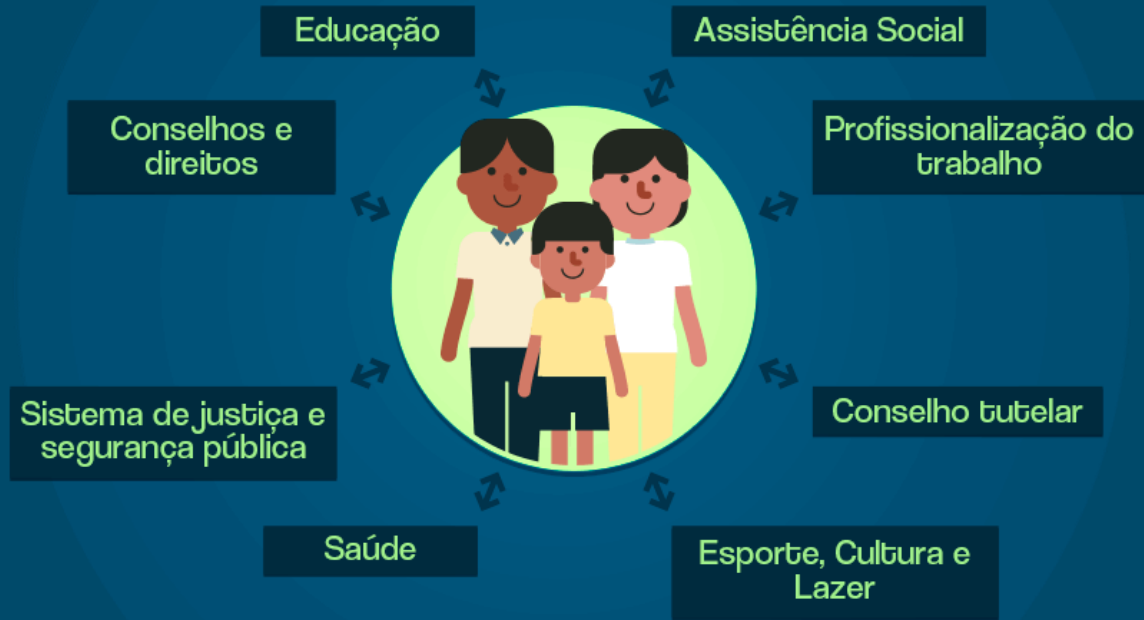 Educação
Assistência Social
Conselhos e
direitos
Profissionalização do
trabalho
Sistema de justiça e
segurança pública
Conselho tutelar
Saúde
Esporte, Cultura e
Lazer